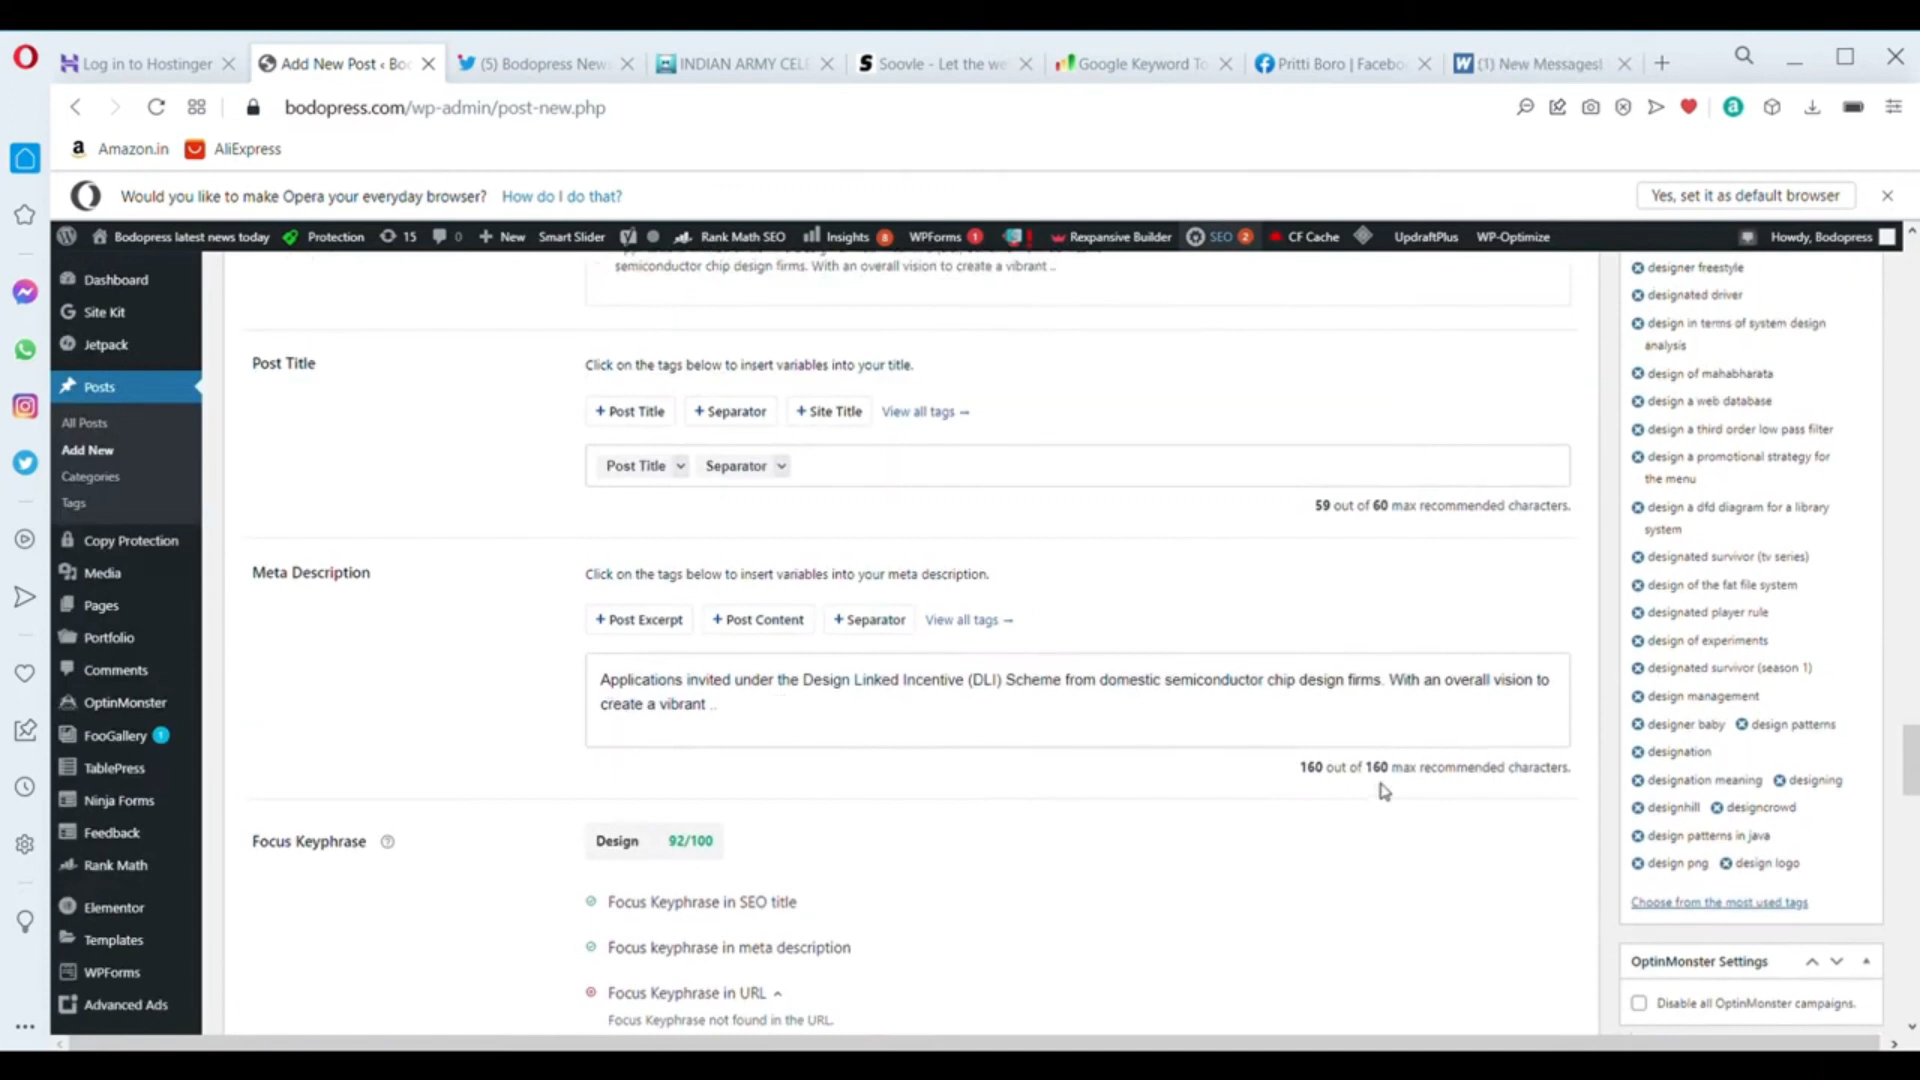 Log in to Hostinger
Add New Post ‹ Bo
(5) Bodopress New
INDIAN ARMY CEL
Soovle - Let the we
Google Keyword To
Pritti Boro | Facebo
(1) New Messages!
bodopress.com/wp-admin/post-new.php
Amazon.in
AliExpress
Would you like to make Opera your everyday browser? How do I do that?
Yes, set it as default browser
Bodopress latest news today
Protection
15
0
New
Smart Slider
Rank Math SEO
Insights 8
WPForms 1
Rexpansive Builder
SEO 2
CF Cache
UpdraftPlus
WP-Optimize
Howdy, Bodopress
Dashboard
Site Kit
Jetpack
Posts
All Posts
Add New
Categories
Tags
Copy Protection
Media
Pages
Portfolio
Comments
OptinMonster
FooGallery 1
TablePress
Ninja Forms
Feedback
Rank Math
Elementor
Templates
WPForms
Advanced Ads
semiconductor chip design firms. With an overall vision to create a vibrant ..
Post Title
Click on the tags below to insert variables into your title.
+ Post Title
+ Separator
+ Site Title
View all tags →
Post Title
Separator
59 out of 60 max recommended characters.
Meta Description
Click on the tags below to insert variables into your meta description.
+ Post Excerpt
+ Post Content
+ Separator
View all tags →
Applications invited under the Design Linked Incentive (DLI) Scheme from domestic semiconductor chip design firms. With an overall vision to
create a vibrant ..
160 out of 160 max recommended characters.
Focus Keyphrase
Design 92/100
Focus Keyphrase in SEO title
Focus keyphrase in meta description
Focus Keyphrase in URL
Focus Keyphrase not found in the URL.
designer freestyle
designated driver
design in terms of system design
analysis
design of mahabharata
design a web database
design a third order low pass filter
design a promotional strategy for
the menu
design a dfd diagram for a library
system
designated survivor (tv series)
design of the fat file system
designated player rule
design of experiments
designated survivor (season 1)
design management
designer baby
design patterns
designation
designation meaning
designing
designhill
designcrowd
design patterns in java
design png
design logo
Choose from the most used tags
OptinMonster Settings
Disable all OptinMonster campaigns.